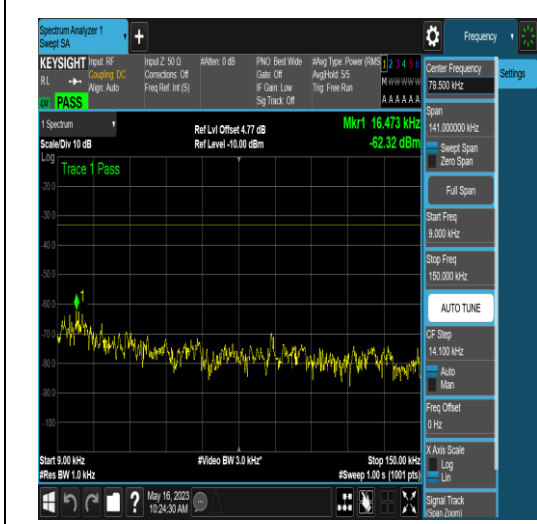 Spectrum Analyzer 1
Swept SA
Frequency
KEYSIGHT
RL
Input: RF
Coupling: DC
Align: Auto
Input Z: 50 Ω
Corrections: Off
Freq Ref: Int (S)
#Atten: 0 dB
PNO: Best Wide
Gate: Off
IF Gain: Low
Sig Track: Off
#Avg Type: Power (RMS
Avg|Hold: 5/5
Trig: Free Run
1 2 3 4 5 6
M W W W W W
A A A A A A
PASS
1 Spectrum
Scale/Div 10 dB
Ref Lvl Offset 4.77 dB
Ref Level -10.00 dBm
Mkr1 16.473 kHz
-62.32 dBm
Log
Trace 1 Pass
-20.0
-30.0
-40.0
-50.0
-60.0
-70.0
-80.0
-90.0
-100
1
Start 9.00 kHz
#Res BW 1.0 kHz
#Video BW 3.0 kHz*
Stop 150.00 kHz
#Sweep 1.00 s (1001 pts)
May 16, 2023
10:24:30 AM
Center Frequency
79.500 kHz
Settings
Span
141.000000 kHz
Swept Span
Zero Span
Full Span
Start Freq
9.000 kHz
Stop Freq
150.000 kHz
AUTO TUNE
CF Step
14.100 kHz
Auto
Man
Freq Offset
0 Hz
X Axis Scale
Log
Lin
Signal Track
(Span Zoom)